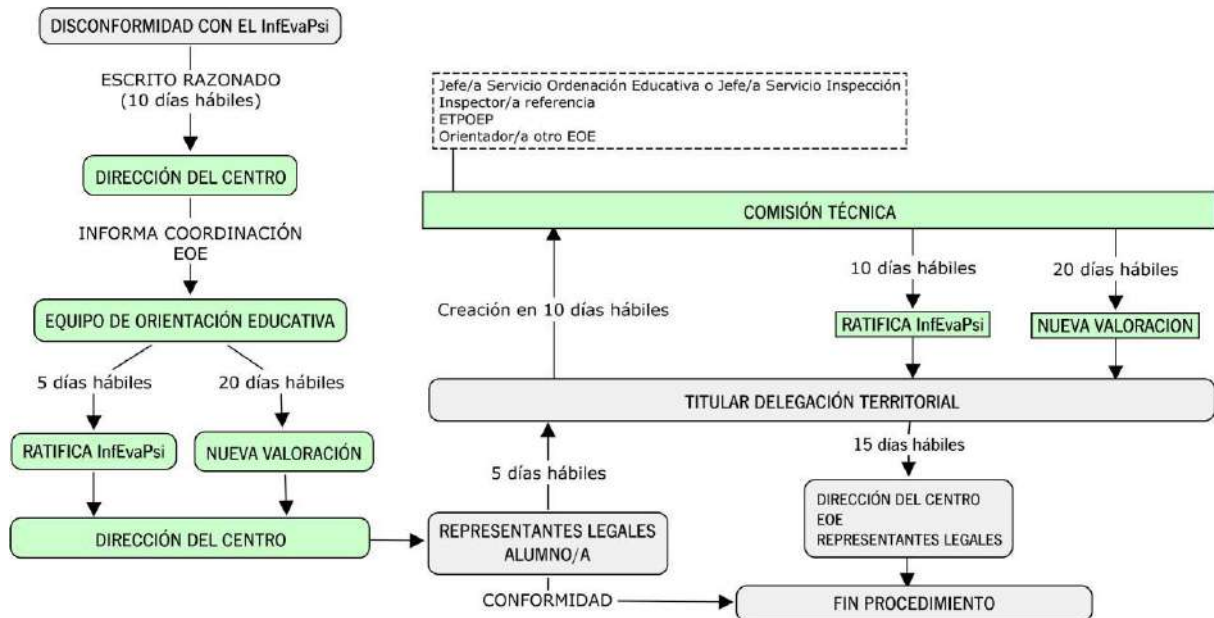 DISCONFORMIDAD CON EL InfEvaPsi
ESCRITO RAZONADO
(10 días hábiles)
DIRECCIÓN DEL CENTRO
INFORMA COORDINACIÓN
EOE
EQUIPO DE ORIENTACIÓN EDUCATIVA
5 días hábiles
20 días hábiles
RATIFICA InfEvaPsi
NUEVA VALORACIÓN
DIRECCIÓN DEL CENTRO
REPRESENTANTES LEGALES
ALUMNO/A
CONFORMIDAD
5 días hábiles
Jefe/a Servicio Ordenación Educativa o Jefe/a Servicio Inspección
Inspector/a referencia
ETPOEP
Orientador/a otro EOE
COMISIÓN TÉCNICA
Creación en 10 días hábiles
10 días hábiles
20 días hábiles
RATIFICA InfEvaPsi
NUEVA VALORACION
TITULAR DELEGACIÓN TERRITORIAL
15 días hábiles
DIRECCIÓN DEL CENTRO
EOE
REPRESENTANTES LEGALES
FIN PROCEDIMIENTO